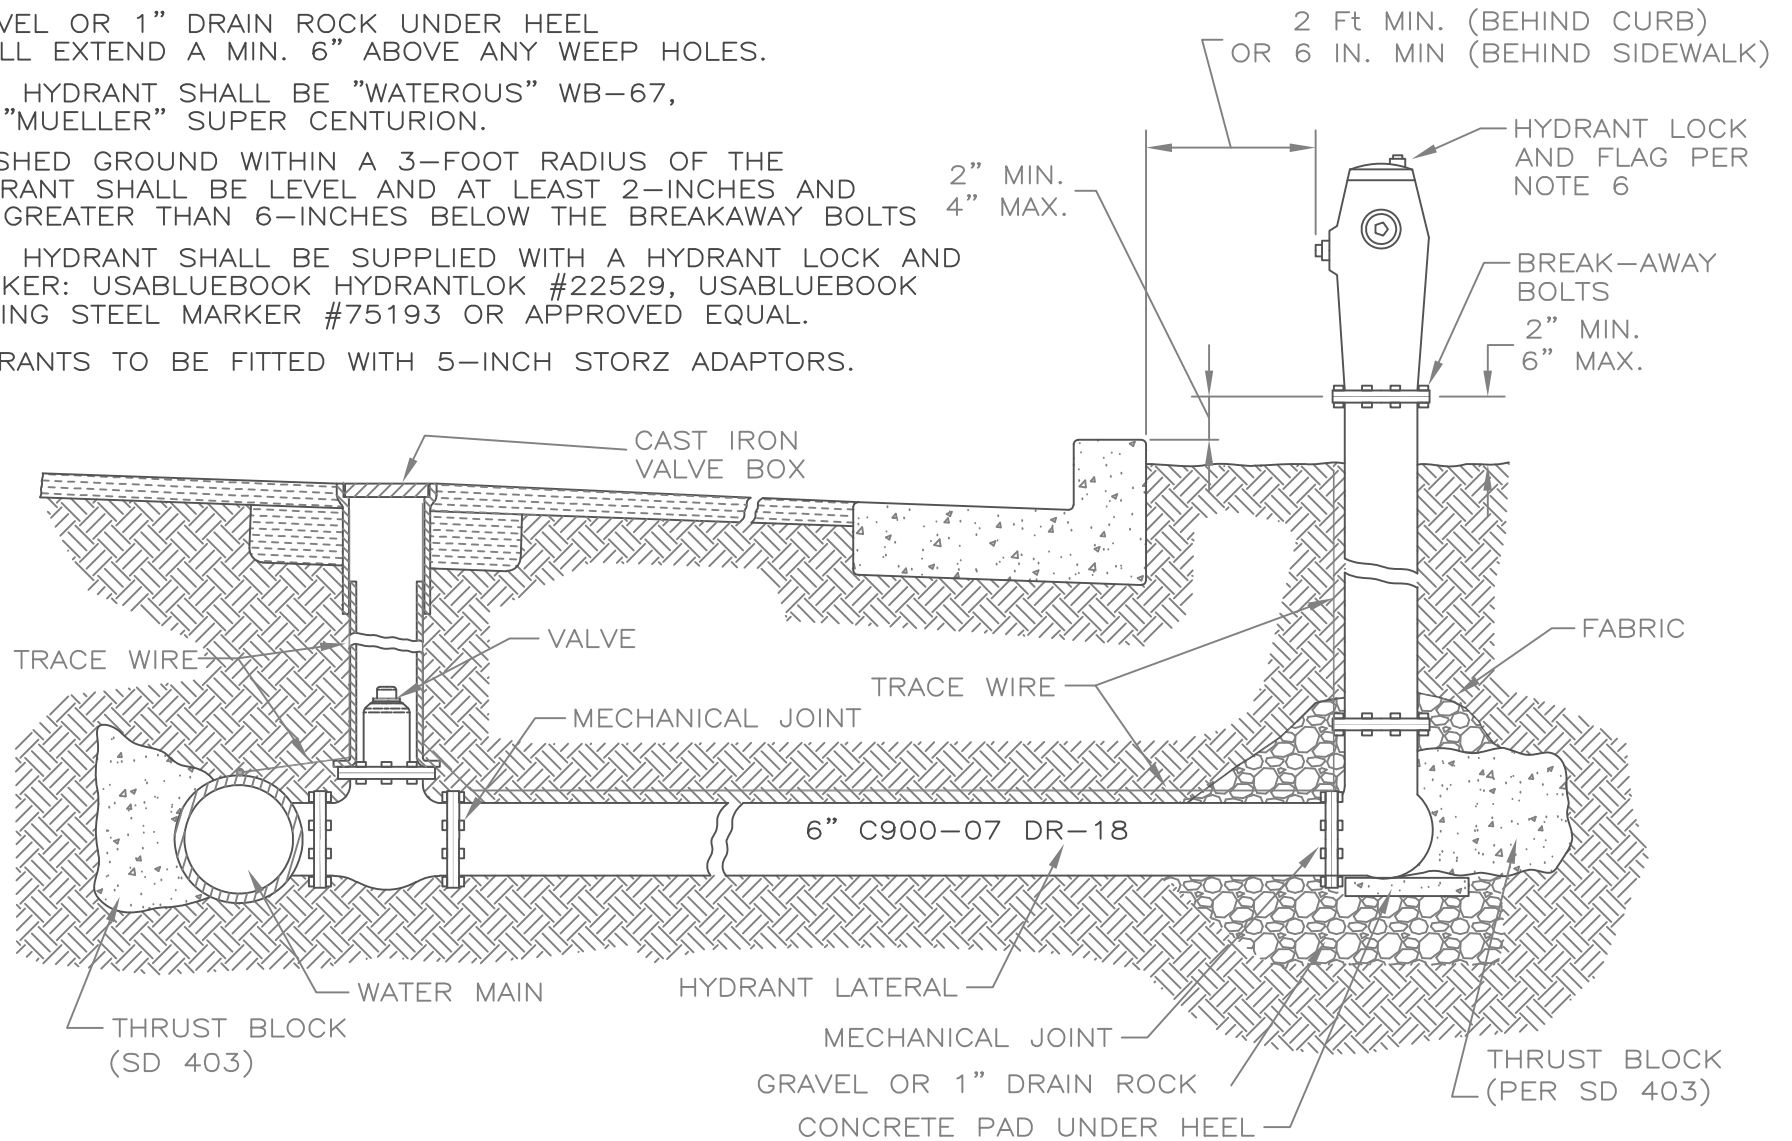 VEL OR 1” DRAIN ROCK UNDER HEEL
LL EXTEND A MIN. 6” ABOVE ANY WEEP HOLES.
HYDRANT SHALL BE ”WATEROUS” WB–67,
”MUELLER” SUPER CENTURION.
SHED GROUND WITHIN A 3–FOOT RADIUS OF THE
RANT SHALL BE LEVEL AND AT LEAST 2–INCHES AND
GREATER THAN 6–INCHES BELOW THE BREAKAWAY BOLTS
HYDRANT SHALL BE SUPPLIED WITH A HYDRANT LOCK AND
KER: USABLUEBOOK HYDRANTLOK #22529, USABLUEBOOK
ING STEEL MARKER #75193 OR APPROVED EQUAL.
RANTS TO BE FITTED WITH 5–INCH STORZ ADAPTORS.
2 Ft MIN. (BEHIND CURB)
OR 6 IN. MIN (BEHIND SIDEWALK)
HYDRANT LOCK
AND FLAG PER
NOTE 6
2” MIN.
4” MAX.
BREAK–AWAY
BOLTS
2” MIN.
6” MAX.
CAST IRON
VALVE BOX
VALVE
FABRIC
TRACE WIRE
TRACE WIRE
MECHANICAL JOINT
6” C900–07 DR–18
WATER MAIN
HYDRANT LATERAL
THRUST BLOCK
(SD 403)
MECHANICAL JOINT
GRAVEL OR 1” DRAIN ROCK
CONCRETE PAD UNDER HEEL
THRUST BLOCK
(PER SD 403)